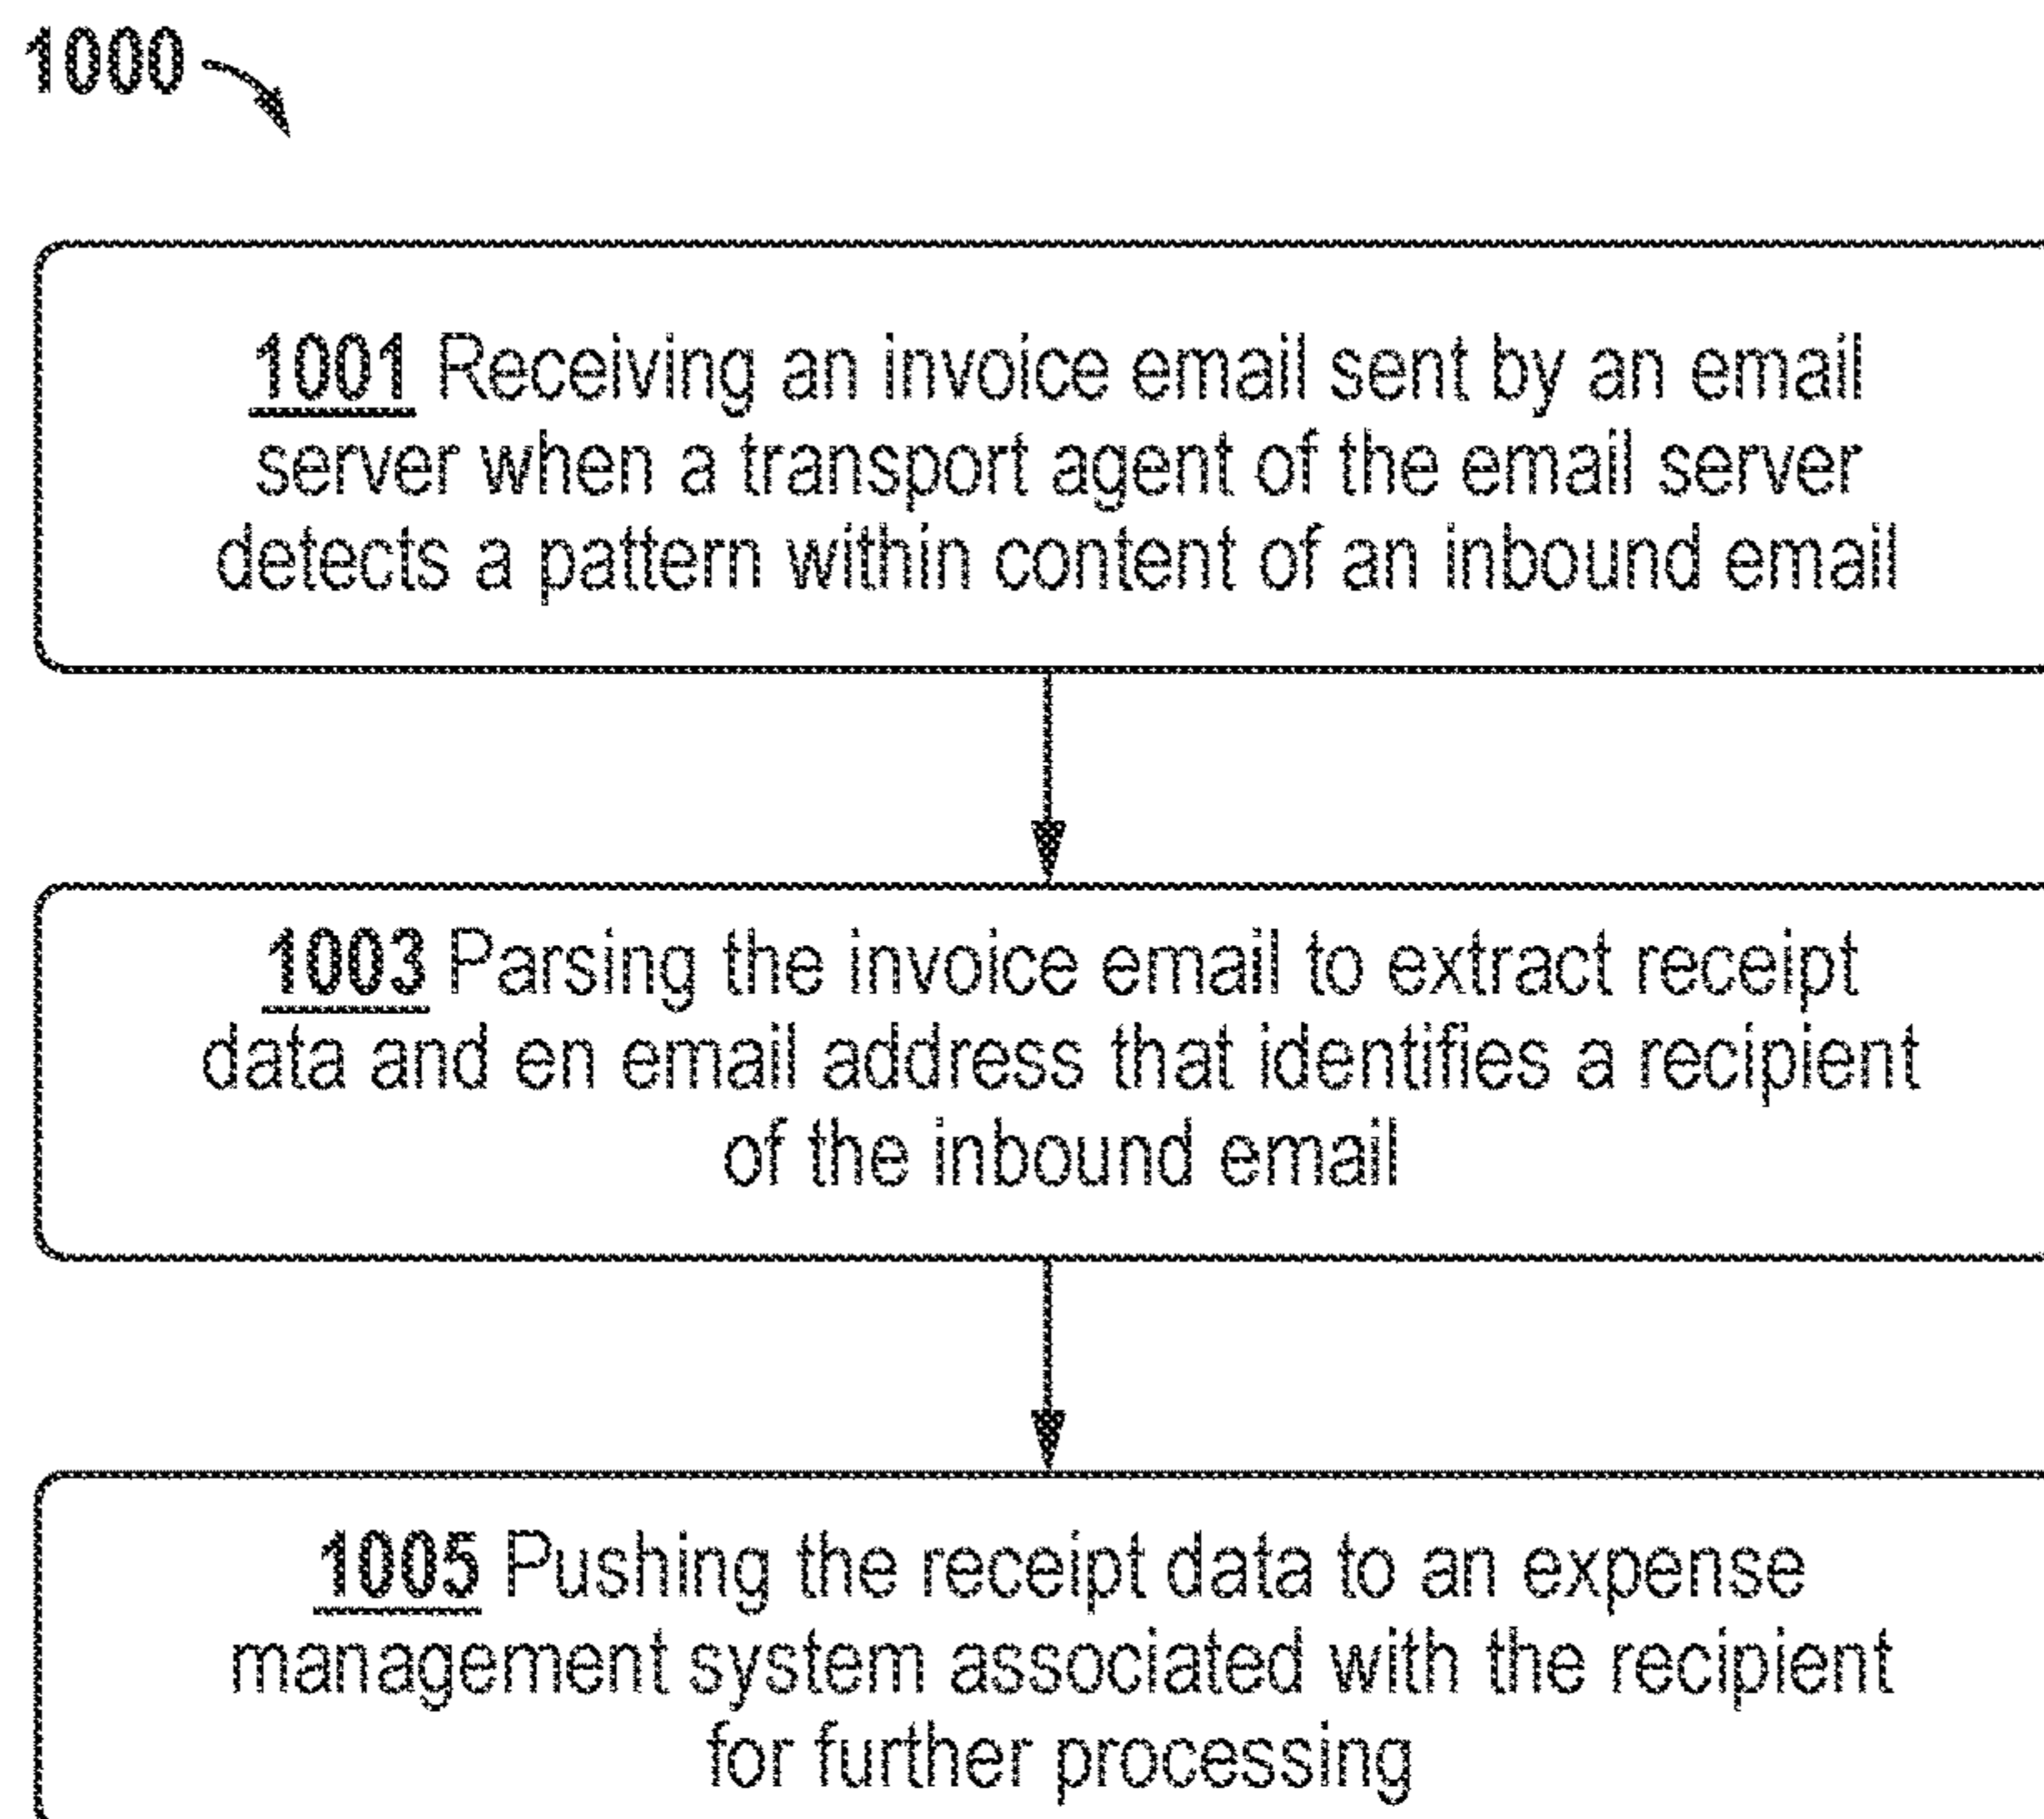 1000
1001 Receiving an invoice email sent by an email
server when a transport agent of the email server
detects a pattern within content of an inbound email
1003 Parsing the invoice email to extract receipt
data and en email address that identifies a recipient
of the inbound email
1005 Pushing the receipt data to an expense
management system associated with the recipient
for further processing